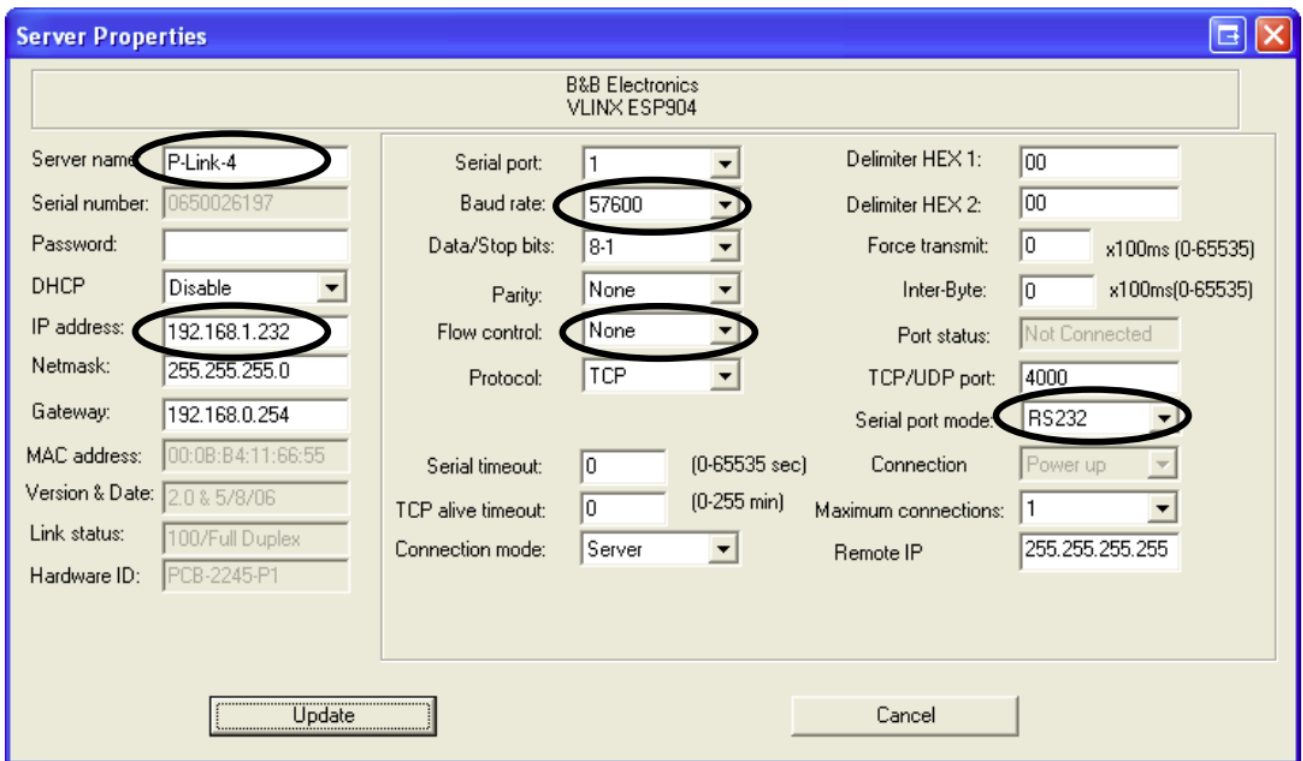 Server Properties
B&B Electronics
VLINX ESP904
Server name P-Link-4
Serial number: 0650026197
Password:
DHCP Disable
IP address: 192.168.1.232
Netmask: 255.255.255.0
Gateway: 192.168.0.254
MAC address: 00:0B:B4:11:66:55
Version & Date: 2.0 & 5/8/06
Link status: 100/Full Duplex
Hardware ID: PCB-2245-P1
Serial port: 1
Baud rate: 57600
Data/Stop bits: 8-1
Parity: None
Flow control: None
Protocol: TCP
Serial timeout: 0 (0-65535 sec)
TCP alive timeout: 0 (0-255 min)
Connection mode: Server
Delimiter HEX 1: 00
Delimiter HEX 2: 00
Force transmit: 0 x100ms (0-65535)
Inter-Byte: 0 x100ms(0-65535)
Port status: Not Connected
TCP/UDP port: 4000
Serial port mode: RS232
Connection Power up
Maximum connections: 1
Remote IP 255.255.255.255
Update
Cancel